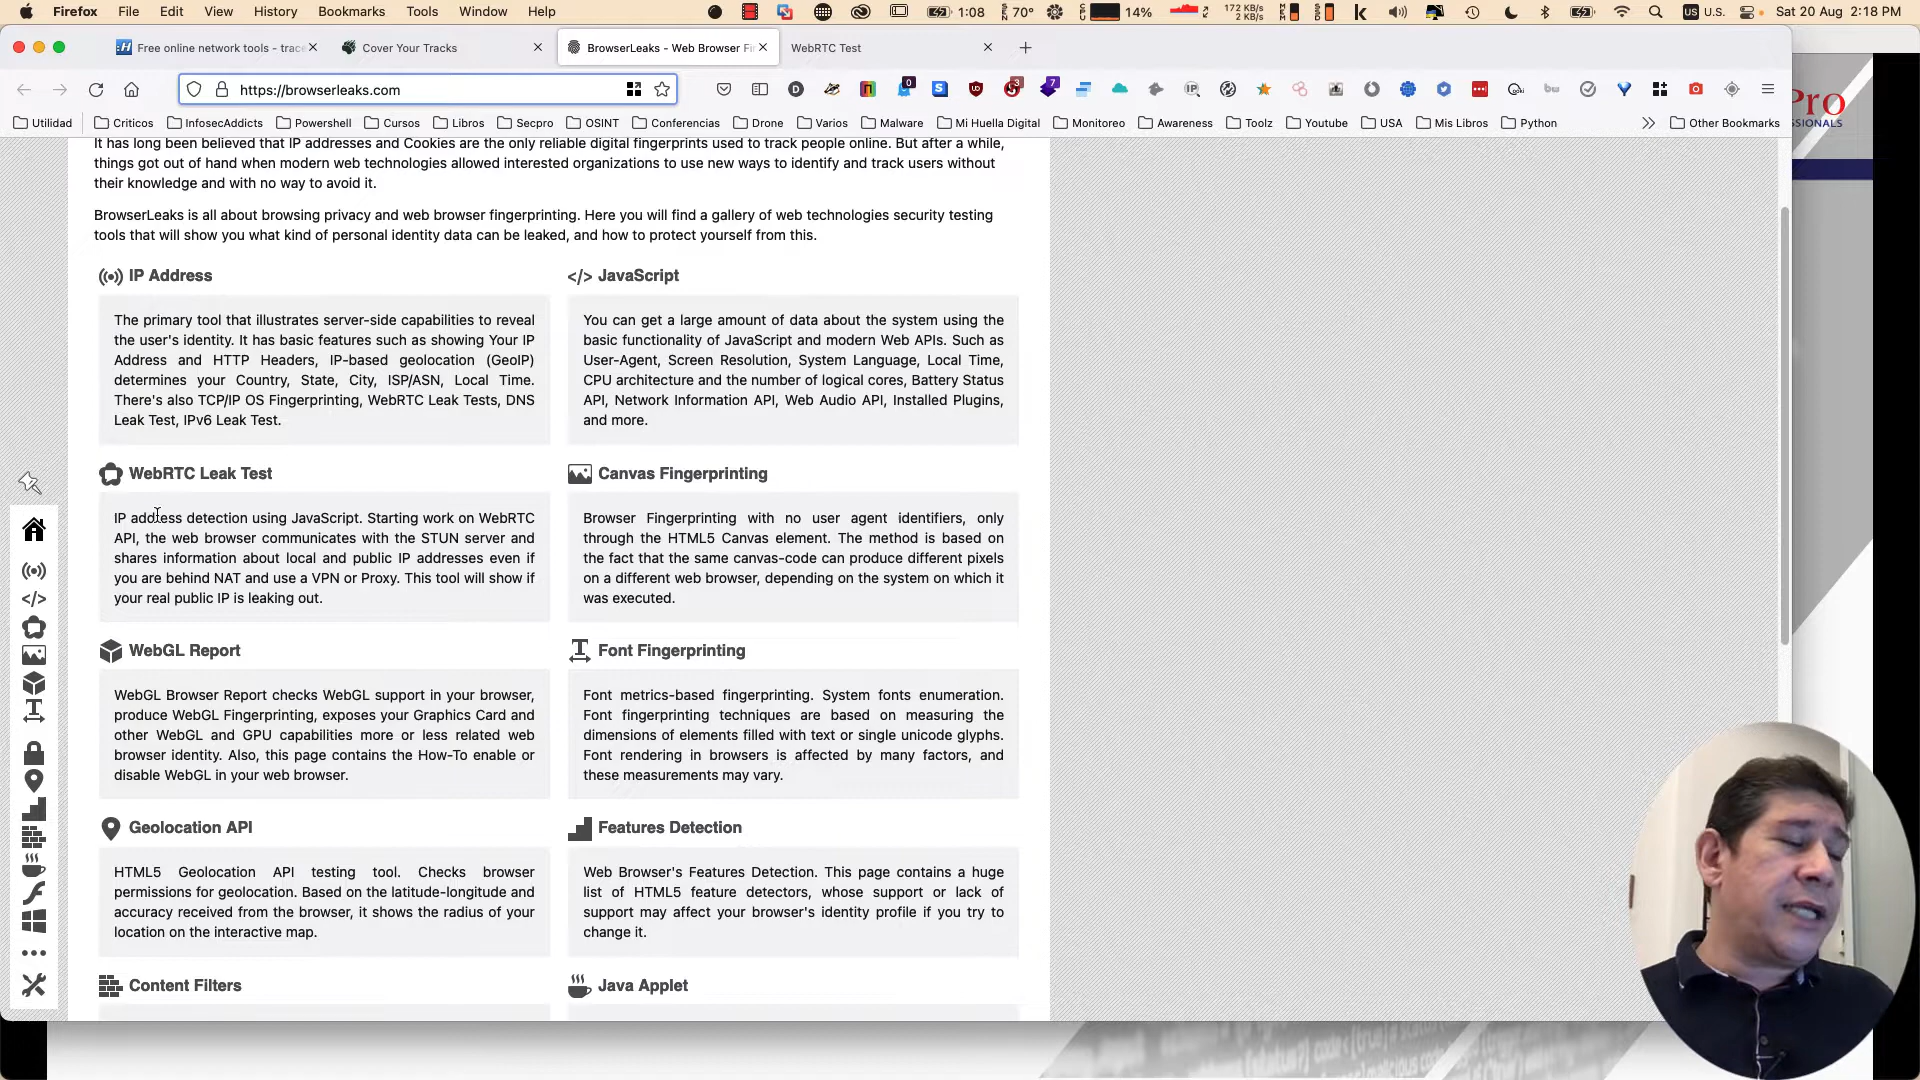 Firefox File Edit View History Bookmarks Tools Window Help 1:08 70° 14% 172 KB/s 2 KB/s U.S. Sat 20 Aug 2:18 PM
Free online network tools - trac Cover Your Tracks BrowserLeaks - Web Browser Fi WebRTC Test
https://browserleaks.com
Utilidad Criticos InfosecAddicts Powershell Cursos Libros Secpro OSINT Conferencias Drone Varios Malware Mi Huella Digital Monitoreo Awareness Toolz Youtube USA Mis Libros Python Other Bookmarks
Pro
SSIONALS
It has long been believed that IP addresses and Cookies are the only reliable digital fingerprints used to track people online. But after a while,
things got out of hand when modern web technologies allowed interested organizations to use new ways to identify and track users without
their knowledge and with no way to avoid it.
BrowserLeaks is all about browsing privacy and web browser fingerprinting. Here you will find a gallery of web technologies security testing
tools that will show you what kind of personal identity data can be leaked, and how to protect yourself from this.
IP Address
The primary tool that illustrates server-side capabilities to reveal
the user's identity. It has basic features such as showing Your IP
Address and HTTP Headers, IP-based geolocation (GeoIP)
determines your Country, State, City, ISP/ASN, Local Time.
There's also TCP/IP OS Fingerprinting, WebRTC Leak Tests, DNS
Leak Test, IPv6 Leak Test.
</> JavaScript
You can get a large amount of data about the system using the
basic functionality of JavaScript and modern Web APIs. Such as
User-Agent, Screen Resolution, System Language, Local Time,
CPU architecture and the number of logical cores, Battery Status
API, Network Information API, Web Audio API, Installed Plugins,
and more.
WebRTC Leak Test
IP address detection using JavaScript. Starting work on WebRTC
API, the web browser communicates with the STUN server and
shares information about local and public IP addresses even if
you are behind NAT and use a VPN or Proxy. This tool will show if
your real public IP is leaking out.
Canvas Fingerprinting
Browser Fingerprinting with no user agent identifiers, only
through the HTML5 Canvas element. The method is based on
the fact that the same canvas-code can produce different pixels
on a different web browser, depending on the system on which it
was executed.
WebGL Report
WebGL Browser Report checks WebGL support in your browser,
produce WebGL Fingerprinting, exposes your Graphics Card and
other WebGL and GPU capabilities more or less related web
browser identity. Also, this page contains the How-To enable or
disable WebGL in your web browser.
Font Fingerprinting
Font metrics-based fingerprinting. System fonts enumeration.
Font fingerprinting techniques are based on measuring the
dimensions of elements filled with text or single unicode glyphs.
Font rendering in browsers is affected by many factors, and
these measurements may vary.
Geolocation API
HTML5 Geolocation API testing tool. Checks browser
permissions for geolocation. Based on the latitude-longitude and
accuracy received from the browser, it shows the radius of your
location on the interactive map.
Features Detection
Web Browser's Features Detection. This page contains a huge
list of HTML5 feature detectors, whose support or lack of
support may affect your browser's identity profile if you try to
change it.
Content Filters
Java Applet